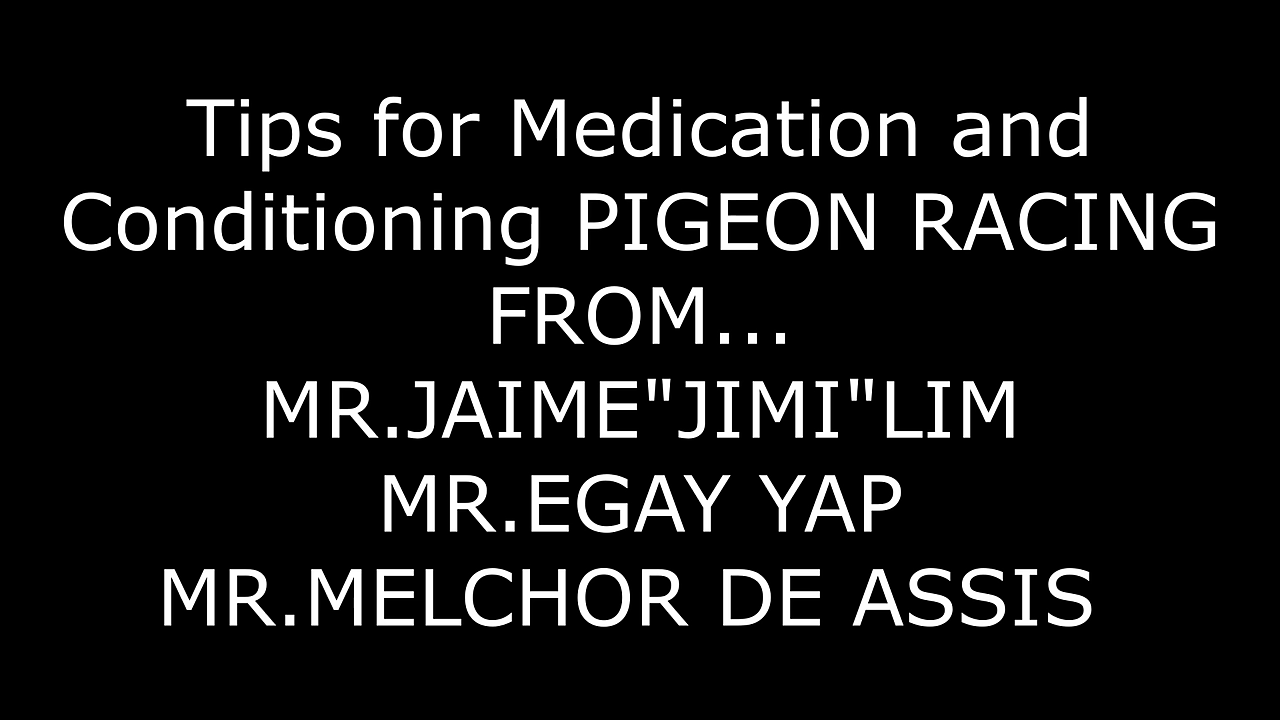 Tips for Medication and
Conditioning PIGEON RACING
FROM...
MR.JAIME"JIMI"LIM
MR.EGAY YAP
MR.MELCHOR DE ASSIS